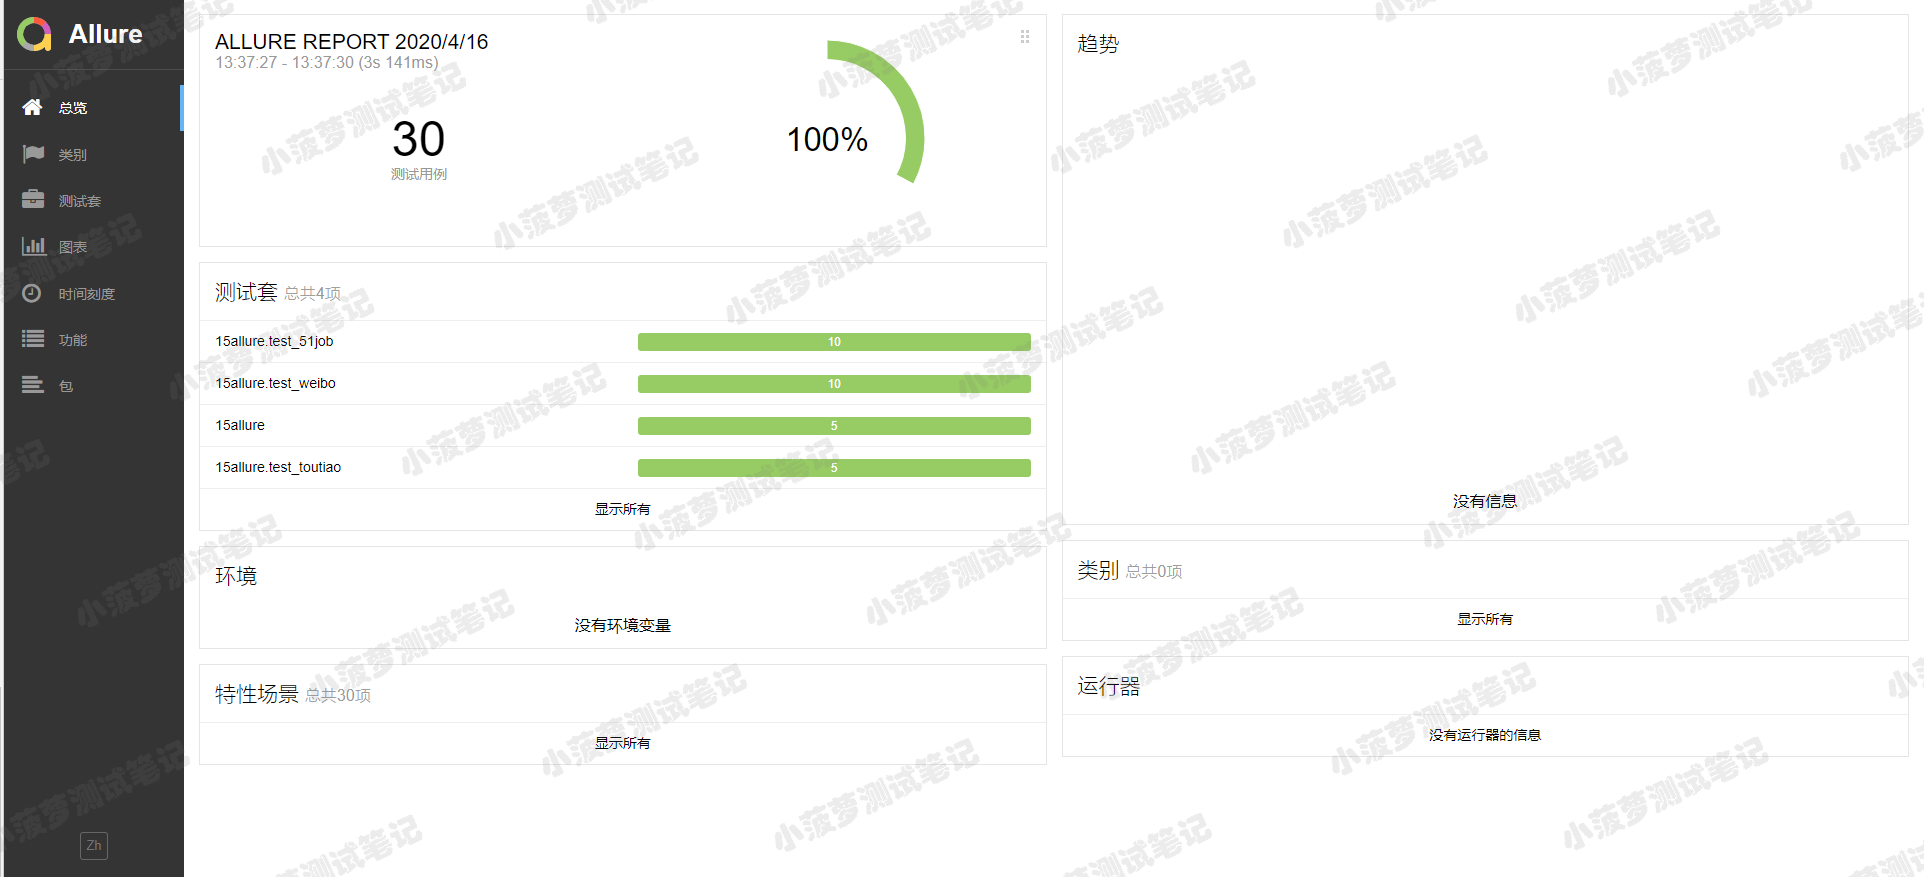 Allure
总览
类别
测试套
图表
时间刻度
功能
包
Zh
ALLURE REPORT 2020/4/16
13:37:27 - 13:37:30 (3s 141ms)
30
测试用例
100%
测试套 总共4项
15allure.test_51job 10
15allure.test_weibo 10
15allure 5
15allure.test_toutiao 5
显示所有
环境
没有环境变量
特性场景 总共30项
显示所有
趋势
没有信息
类别 总共0项
显示所有
运行器
没有运行器的信息
小菠萝测试笔记